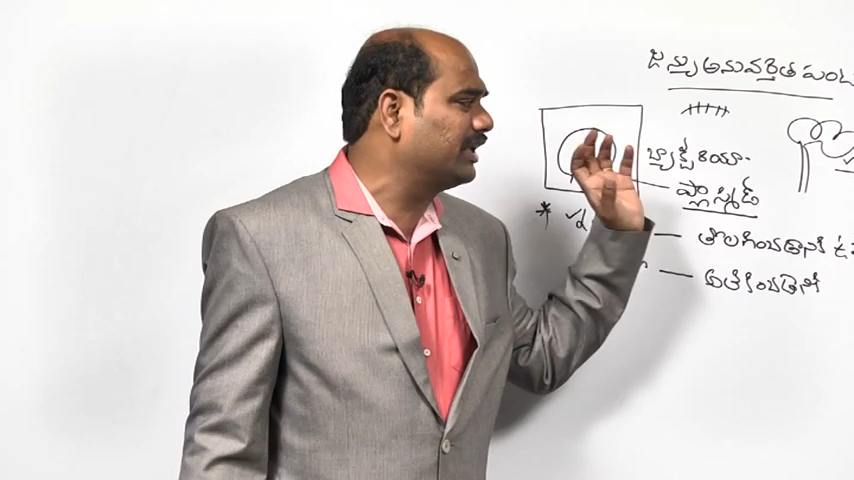 జన్యు అనువర్తిత పంట
బ్యాక్టీరియా
ప్లాస్మిడ్
తొలగించడానికి
అతికించడానికి